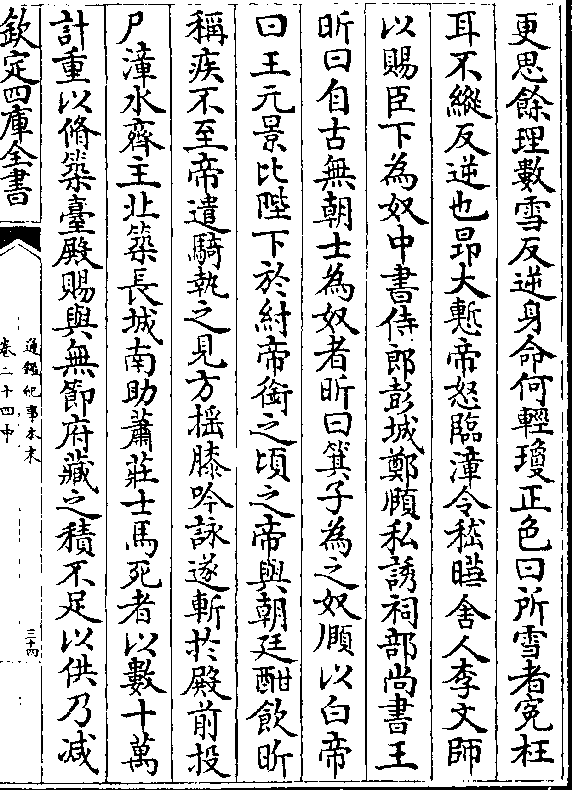 更思餘理數雪反逆身命何輕瓊正色曰所雪者寃枉
耳不縱反逆也昻大慙帝怒臨漳令嵇曄舍人李文師
以賜臣下為奴中書侍郎彭城鄭頤私誘祠部尚書王
昕曰自古無朝士為奴者昕曰箕子為之奴頤以白帝
曰王元景比陛下於紂帝銜之頃之帝與朝廷酣飲昕
稱疾不至帝遣騎執之見方揺膝吟詠遂斬於殿前投
尸漳水齊主北築長城南助蕭莊士馬死者以數十萬
計重以脩築臺殿賜與無節府藏之積不足以供乃减
欽定四庫全書
通鑑紀事本末
卷二十四中
三十四